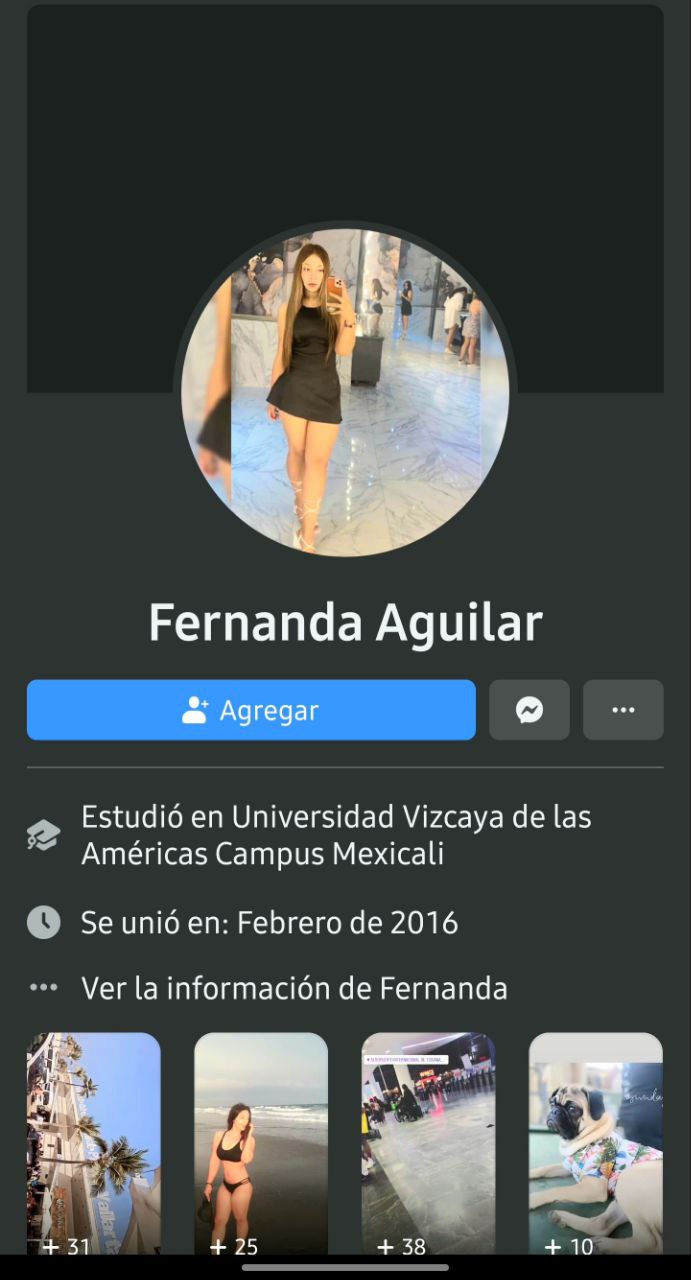 Fernanda Aguilar
Agregar
Estudió en Universidad Vizcaya de las
Américas Campus Mexicali
Se unió en: Febrero de 2016
Ver la información de Fernanda
Vallarta
+ 31
+ 25
+ 38
+ 10